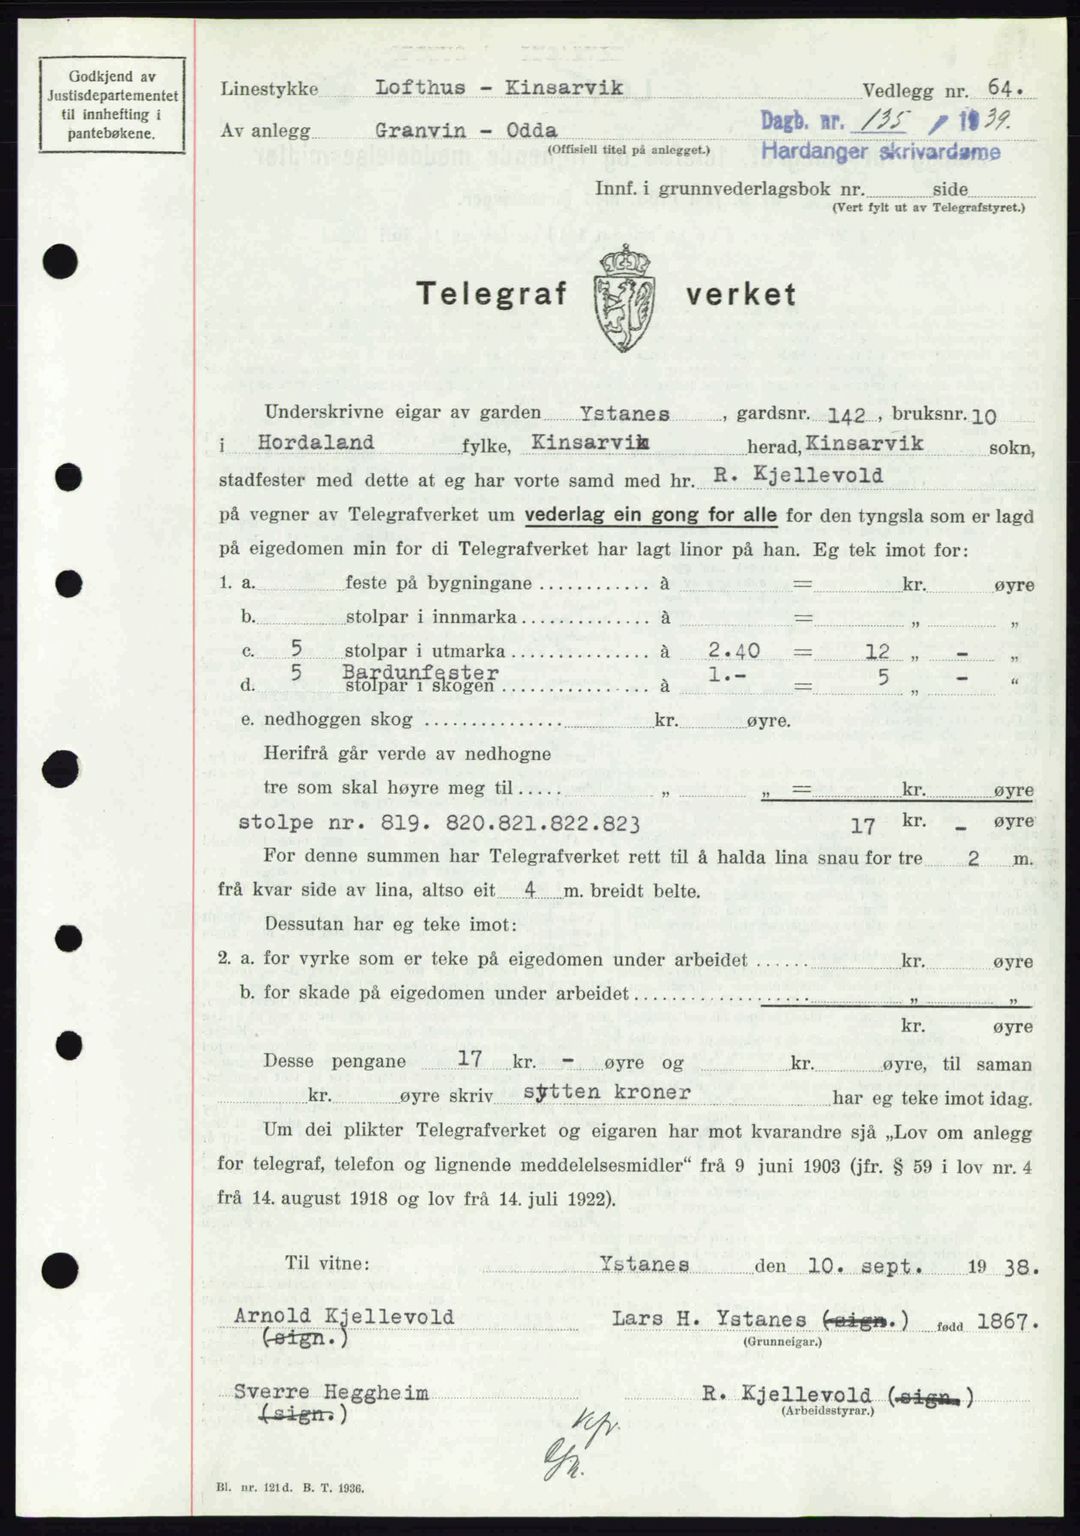 Godkjend av
Justisdepartementet
til innhefting i
pantebøkene.
Linestykke Lofthus - Kinsarvik Vedlegg nr. 64.
Av anlegg Granvin - Odda Dagb. nr. 135 / 1939.
(Offisiell titel på anlegget.) Hardanger skrivardøme
Innf. i grunnvederlagsbok nr. side
(Vert fylt ut av Telegrafstyret.)
Telegraf verket
Underskrivne eigar av garden Ystanes, gardsnr. 142, bruksnr. 10
i Hordaland fylke, Kinsarvik herad, Kinsarvik sokn,
stadfester med dette at eg har vorte samd med hr. R. Kjellevold
på vegner av Telegrafverket um vederlag ein gong for alle for den tyngsla som er lagd
på eigedomen min for di Telegrafverket har lagt linor på han. Eg tek imot for:
1. a. feste på bygningane ............ à = kr. øyre
b. stolpar i innmarka ............... à = „ „
c. 5 stolpar i utmarka ................ à 2.40 = 12 „ - „
5 Bardunfester 1.- 5 -
d. stolpar i skogen ................. à = „ “
e. nedhoggen skog ............... kr. øyre.
Herifrå går verde av nedhogne
tre som skal høyre meg til ..... „ „ = kr. øyre
stolpe nr. 819. 820.821.822.823 17 kr. - øyre
For denne summen har Telegrafverket rett til å halda lina snau for tre 2 m.
frå kvar side av lina, altso eit 4 m. breidt belte.
Dessutan har eg teke imot:
2. a. for vyrke som er teke på eigedomen under arbeidet ...... kr. øyre
b. for skade på eigedomen under arbeidet .................... „ „
kr. øyre
Desse pengane 17 kr. - øyre og kr. øyre, til saman
kr. øyre skriv sytten kroner har eg teke imot idag.
Um dei plikter Telegrafverket og eigaren har mot kvarandre sjå „Lov om anlegg
for telegraf, telefon og lignende meddelelsesmidler“ frå 9 juni 1903 (jfr. § 59 i lov nr. 4
frå 14. august 1918 og lov frå 14. juli 1922).
Til vitne: Ystanes den 10. sept. 1938.
Arnold Kjellevold Lars H. Ystanes (sign.) fødd 1867.
(sign.) (Grunneigar.)
Sverre Heggheim R. Kjellevold (sign.)
(sign.) (Arbeidsstyrar.)
Bl. nr. 121 d. B. T. 1936.